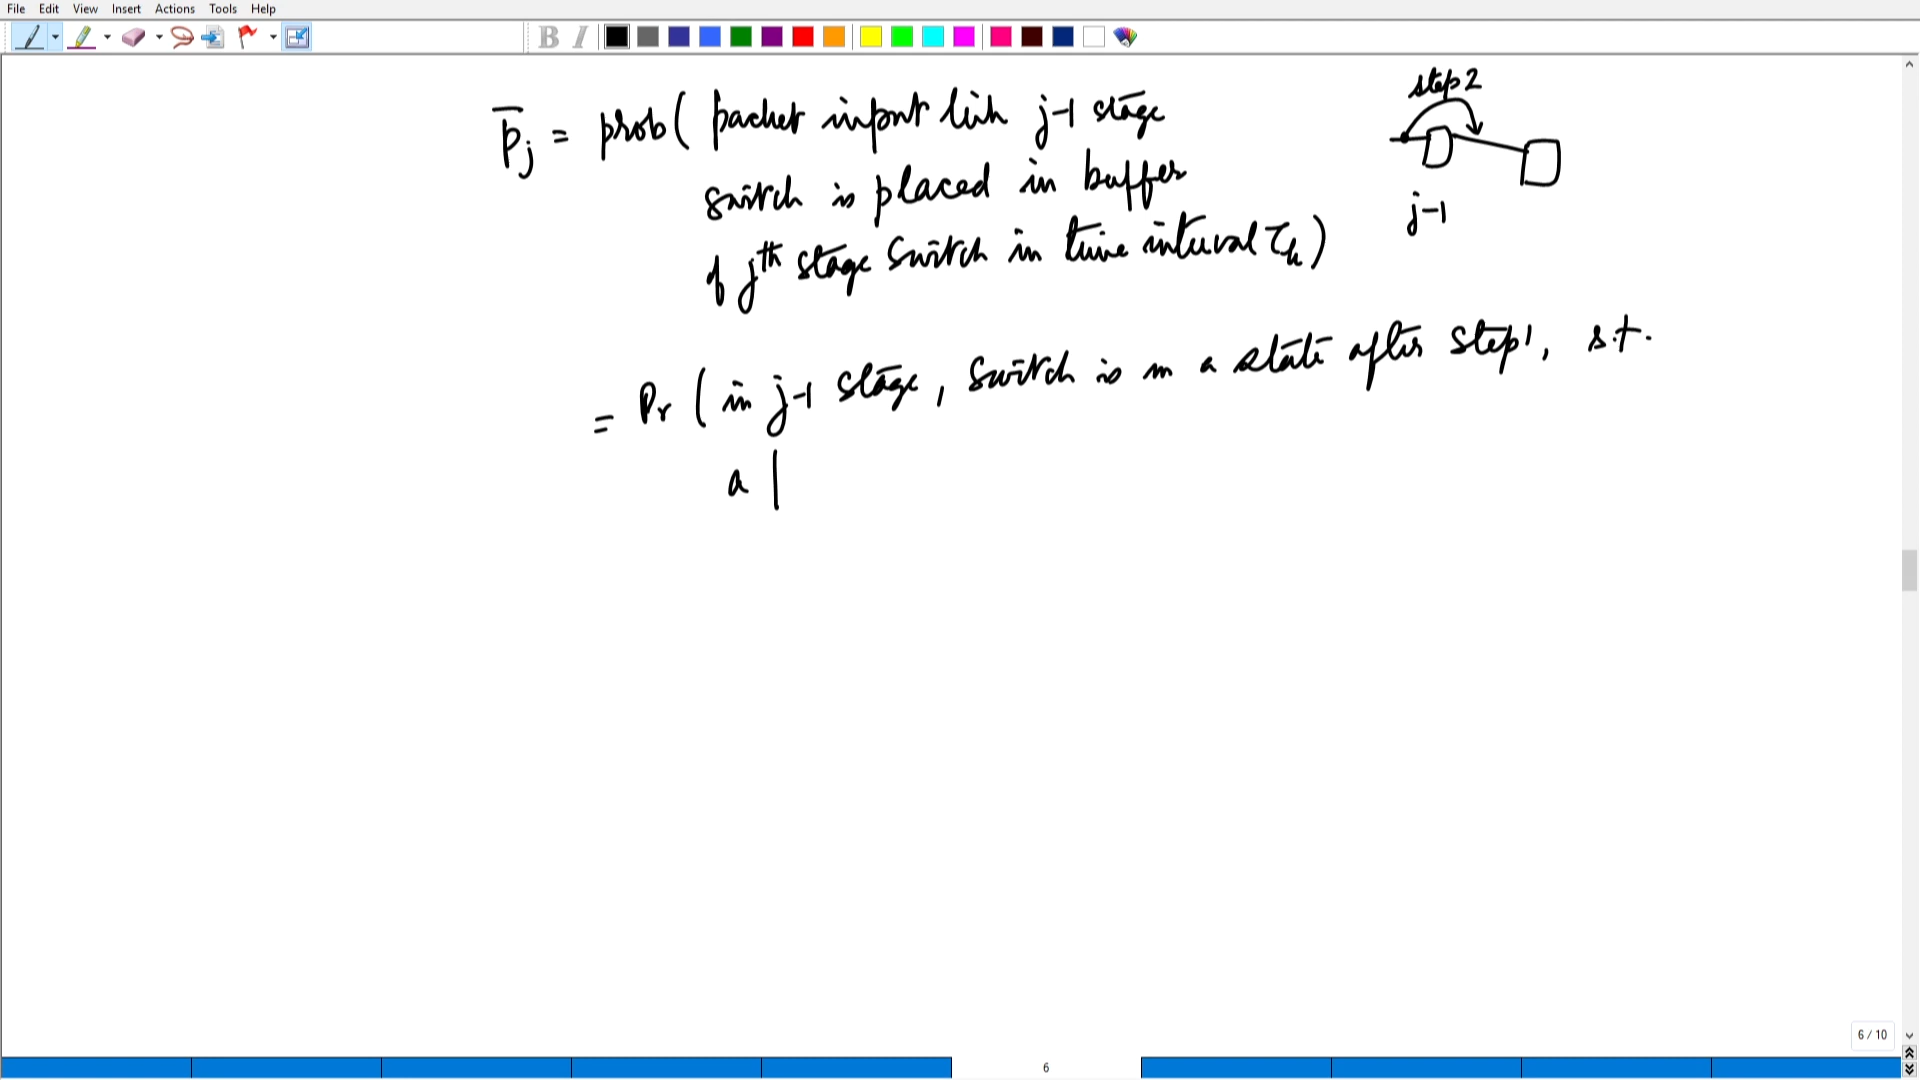 File Edit View Insert Actions Tools Help
B I
step 2
p̄j = prob( packet input link j-1 stage
switch is placed in buffer
of jth stage switch in time interval τk)
j-1
= Pr ( in j-1 stage, switch is in a state after step 1, s.t.
a p
6 / 10
6